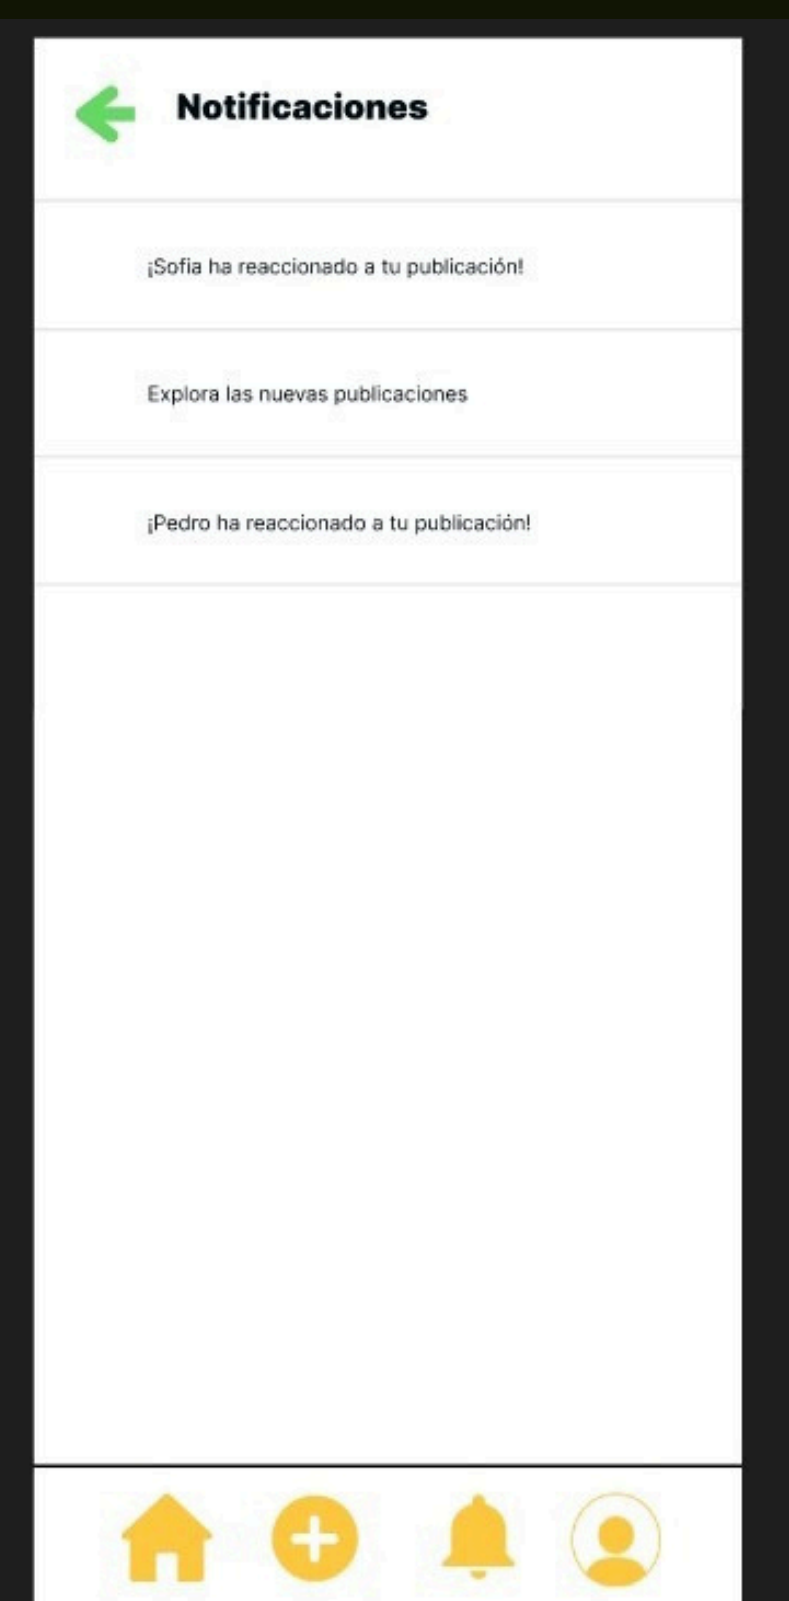 Notificaciones
¡Sofia ha reaccionado a tu publicación!
Explora las nuevas publicaciones
¡Pedro ha reaccionado a tu publicación!